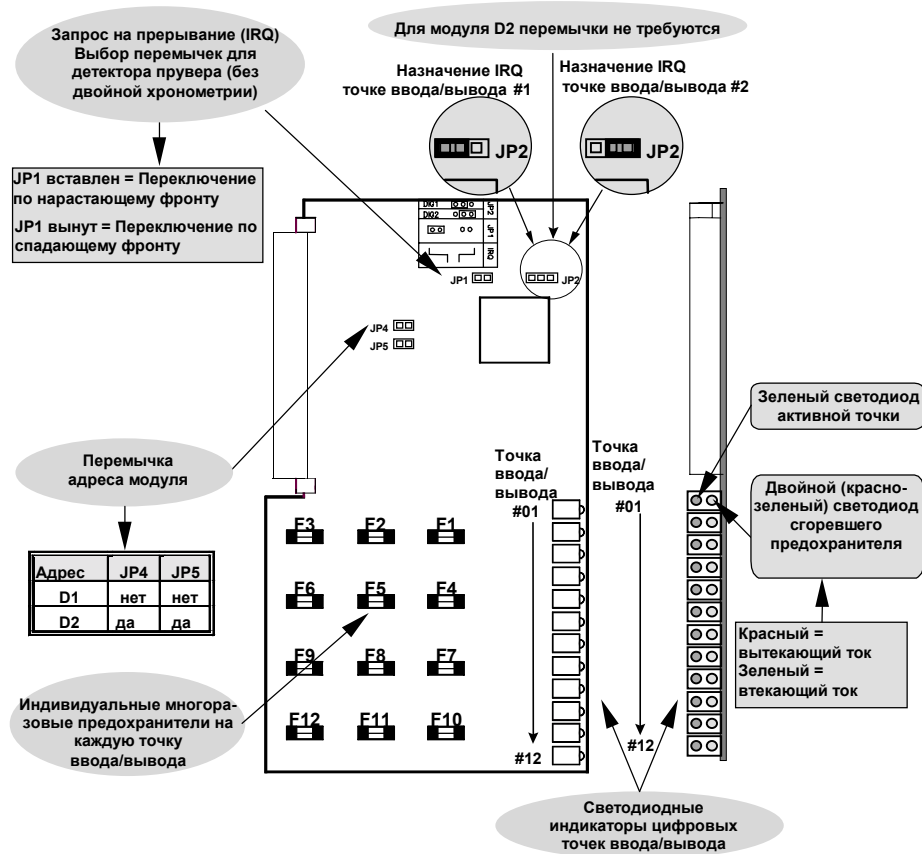 Запрос на прерывание (IRQ)
Выбор перемычек для
детектора прувера (без
двойной хронометрии)
Для модуля D2 перемычки не требуются
Назначение IRQ
точке ввода/вывода #1
Назначение IRQ
точке ввода/вывода #2
JP2
JP2
JP1 вставлен = Переключение
по нарастающему фронту
JP1 вынут = Переключение по
спадающему фронту
DIG1
DIG2
JP2
JP1
IRQ
JP1
JP2
JP4
JP5
Перемычка
адреса модуля
Адрес JP4 JP5
D1 нет нет
D2 да да
Точка
ввода/
вывода
#01
Точка
ввода/
вывода
#01
Зеленый светодиод
активной точки
Двойной (красно-
зеленый) светодиод
сгоревшего
предохранителя
Красный =
вытекающий ток
Зеленый =
втекающий ток
F3 F2 F1
F6 F5 F4
F9 F8 F7
F12 F11 F10
Индивидуальные многора-
зовые предохранители на
каждую точку
ввода/вывода
#12
#12
Светодиодные
индикаторы цифровых
точек ввода/вывода